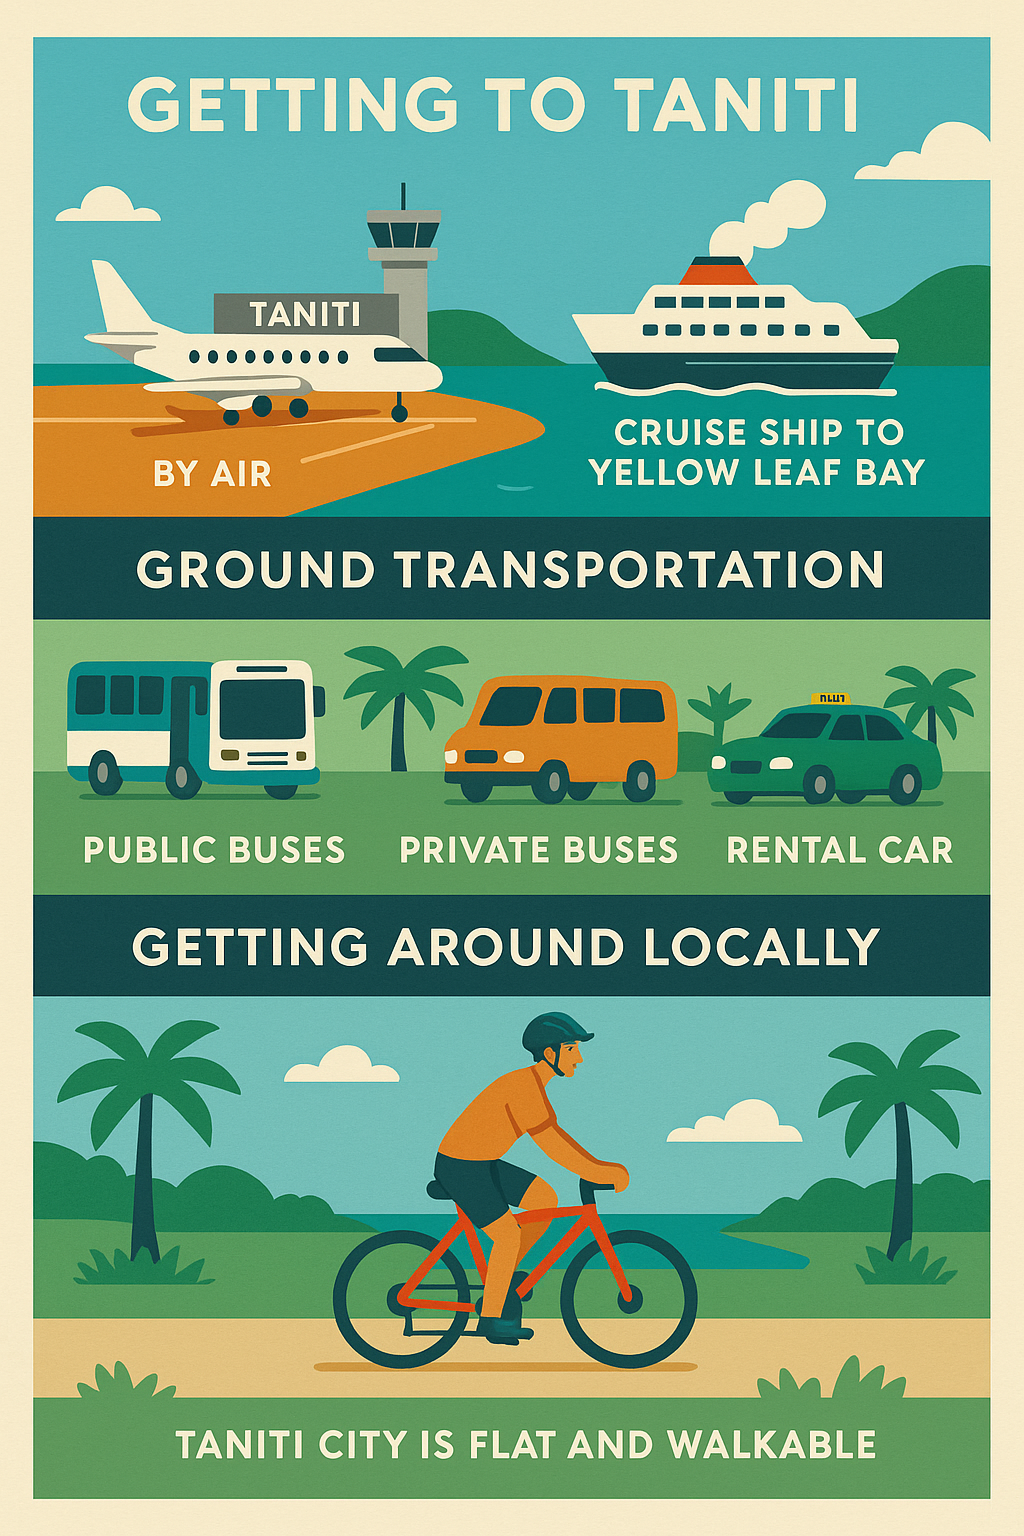 GETTING TO TANITI
TANITI
BY AIR
CRUISE SHIP TO
YELLOW LEAF BAY
GROUND TRANSPORTATION
PUBLIC BUSES
PRIVATE BUSES
RENTAL CAR
GETTING AROUND LOCALLY
TANITI CITY IS FLAT AND WALKABLE